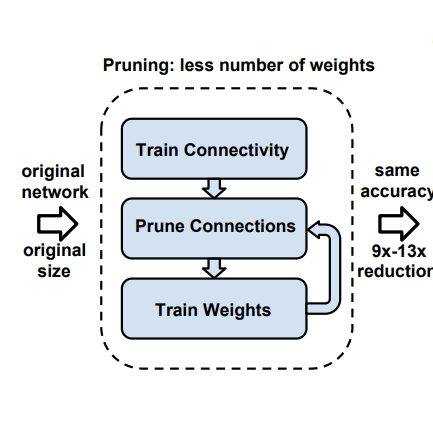 Pruning: less number of weights
original
network
original
size
Train Connectivity
Prune Connections
Train Weights
same
accuracy
9x-13x
reduction